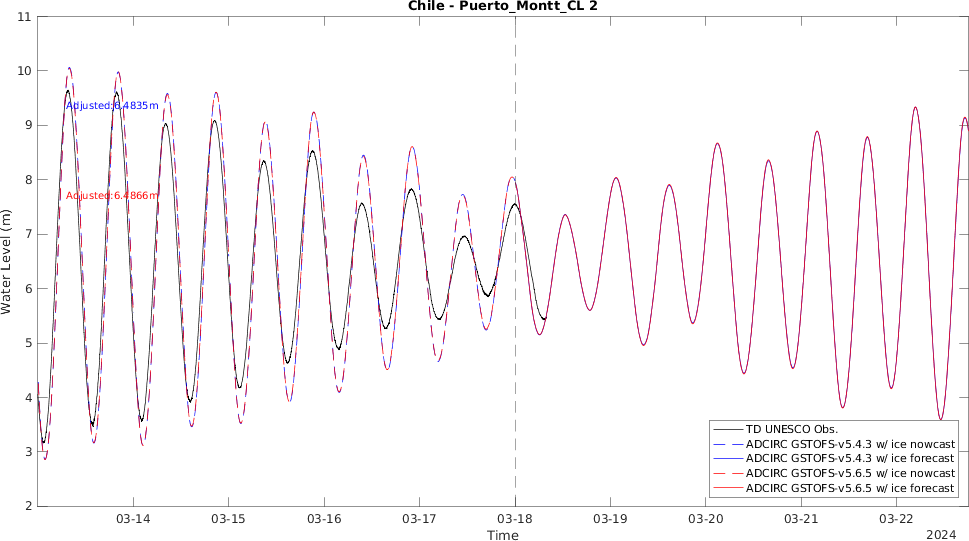 Chile - Puerto_Montt_CL 2
11
10
9
8
7
6
5
4
3
2
Water Level (m)
Adjusted:6.4835m
Adjusted:6.4866m
TD UNESCO Obs.
ADCIRC GSTOFS-v5.4.3 w/ ice nowcast
ADCIRC GSTOFS-v5.4.3 w/ ice forecast
ADCIRC GSTOFS-v5.6.5 w/ ice nowcast
ADCIRC GSTOFS-v5.6.5 w/ ice forecast
03-14 03-15 03-16 03-17 03-18 03-19 03-20 03-21 03-22
Time
2024